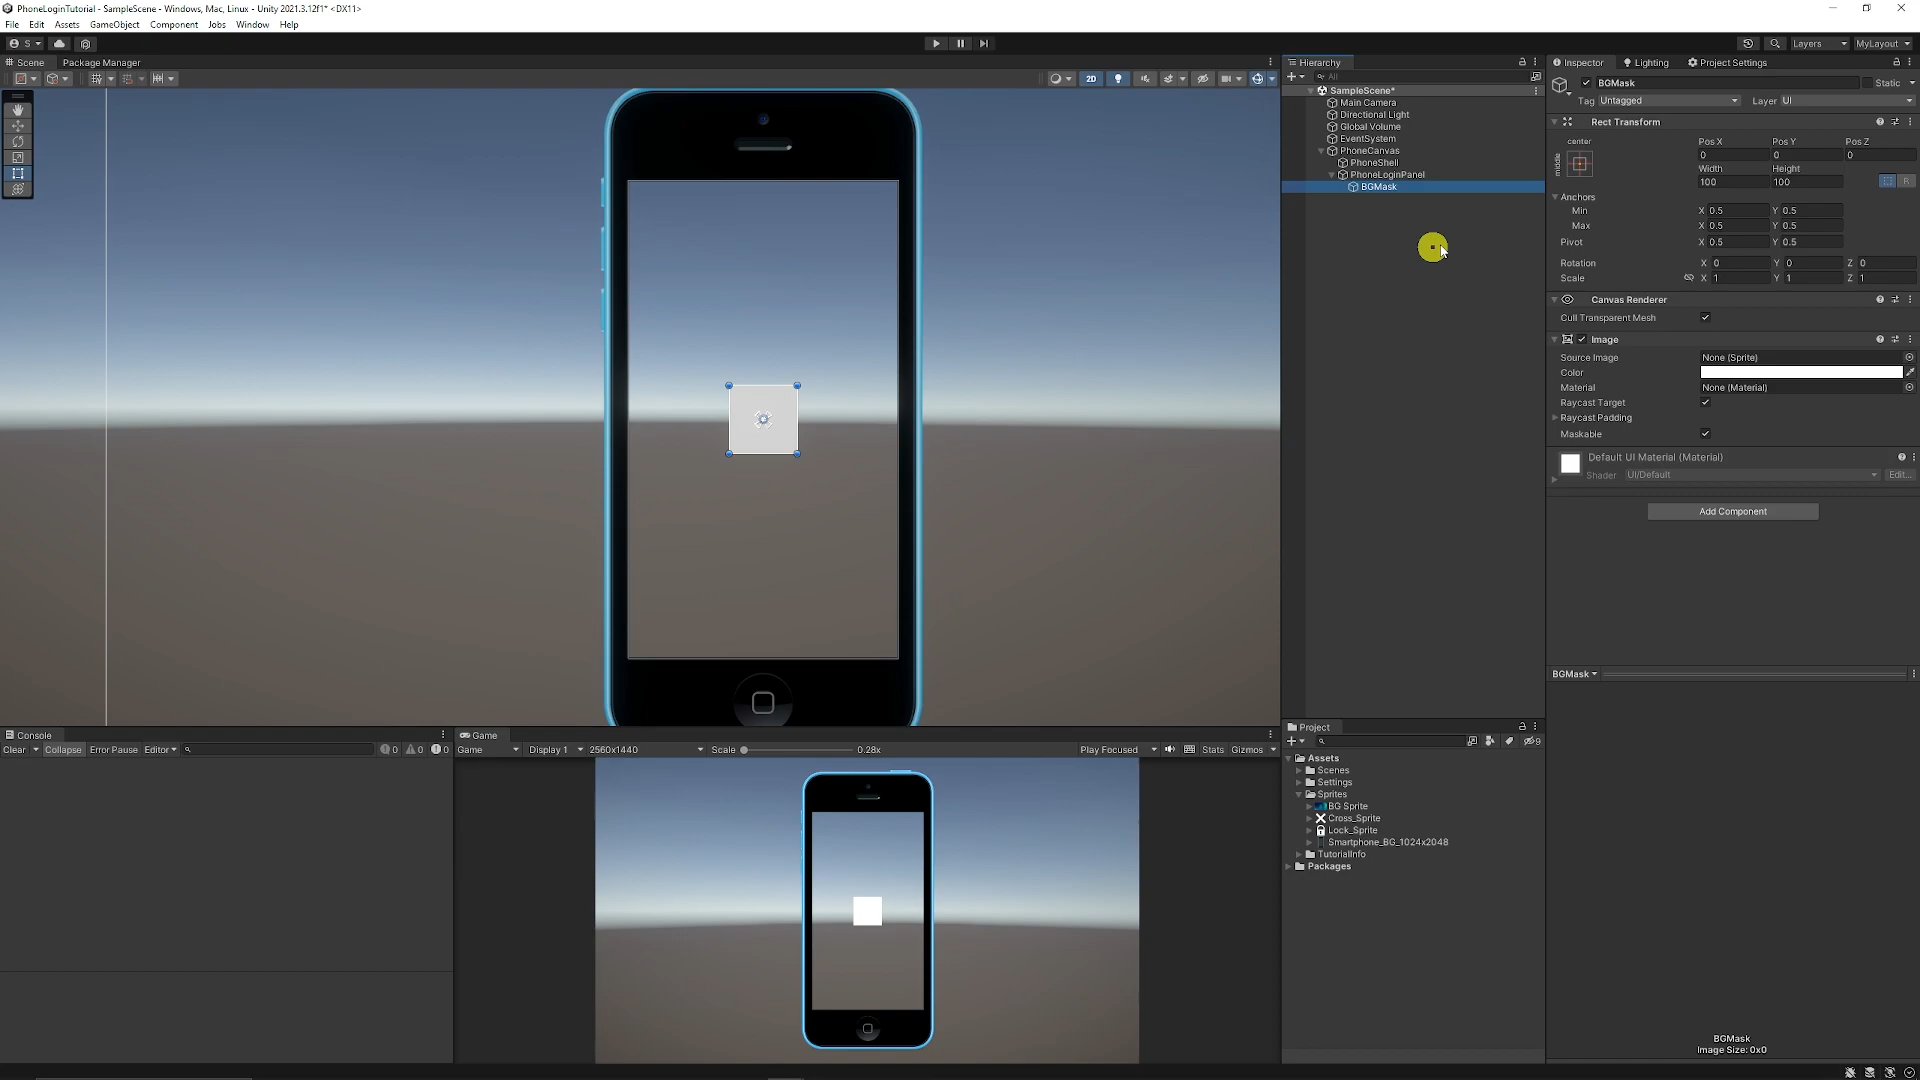 PhoneLoginTutorial - SampleScene - Windows, Mac, Linux - Unity 2021.3.12f1* <DX11>
File Edit Assets GameObject Component Jobs Window Help
S Layers MyLayout
Scene Package Manager
2D
Hierarchy
All
SampleScene*
Main Camera
Directional Light
Global Volume
EventSystem
PhoneCanvas
PhoneShell
PhoneLoginPanel
BGMask
Inspector Lighting Project Settings
BGMask Static
Tag Untagged Layer UI
Rect Transform
center
middle
Pos X Pos Y Pos Z
0 0 0
Width Height
100 100 R
Anchors
Min X 0.5 Y 0.5
Max X 0.5 Y 0.5
Pivot X 0.5 Y 0.5
Rotation X 0 Y 0 Z 0
Scale X 1 Y 1 Z 1
Canvas Renderer
Cull Transparent Mesh
Image
Source Image None (Sprite)
Color
Material None (Material)
Raycast Target
Raycast Padding
Maskable
Default UI Material (Material)
Shader UI/Default Edit...
Add Component
BGMask
BGMask
Image Size: 0x0
Console
Clear Collapse Error Pause Editor 0 0 0
Game
Game Display 1 2560x1440 Scale 0.28x Play Focused Stats Gizmos
Project
9
Assets
Scenes
Settings
Sprites
BG Sprite
Cross_Sprite
Lock_Sprite
Smartphone_BG_1024x2048
TutorialInfo
Packages